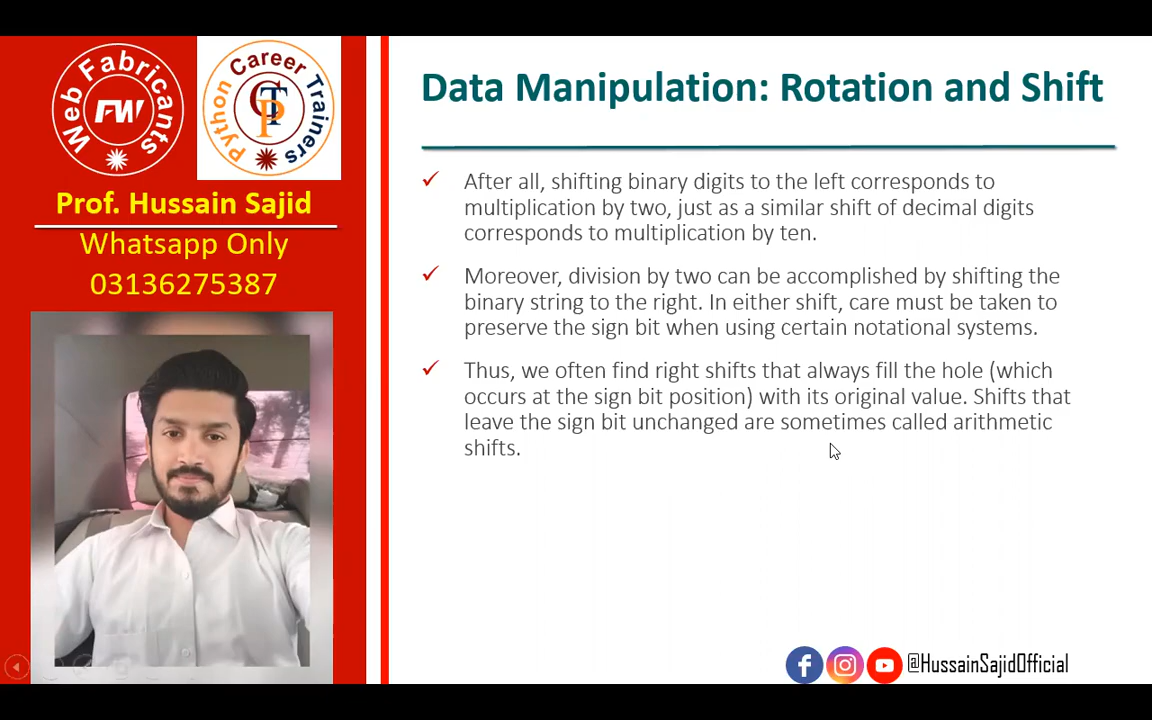 Web Fabricants
FW
Python Career Trainers
CTP
Prof. Hussain Sajid
Whatsapp Only
03136275387
Data Manipulation: Rotation and Shift
After all, shifting binary digits to the left corresponds to
multiplication by two, just as a similar shift of decimal digits
corresponds to multiplication by ten.
Moreover, division by two can be accomplished by shifting the
binary string to the right. In either shift, care must be taken to
preserve the sign bit when using certain notational systems.
Thus, we often find right shifts that always fill the hole (which
occurs at the sign bit position) with its original value. Shifts that
leave the sign bit unchanged are sometimes called arithmetic
shifts.
@HussainSajidOfficial